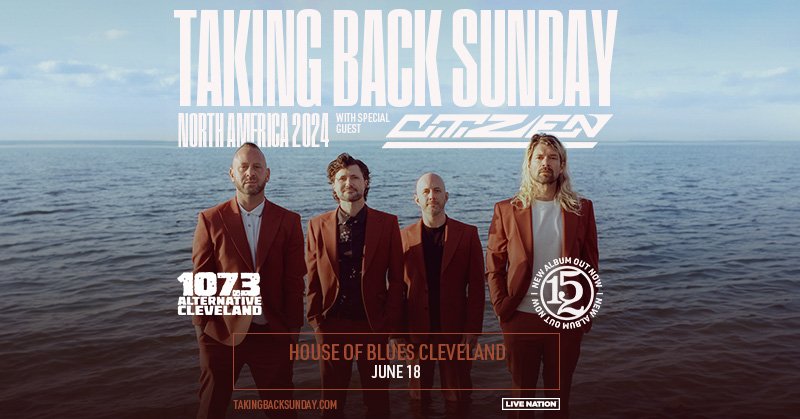 TAKING BACK SUNDAY
NORTH AMERICA 2024
WITH SPECIAL
GUEST
CITIZEN
107.3
ALTERNATIVE
CLEVELAND
NEW ALBUM OUT NOW | NEW ALBUM OUT NOW |
152
HOUSE OF BLUES CLEVELAND
JUNE 18
TAKINGBACKSUNDAY.COM
LIVE NATION